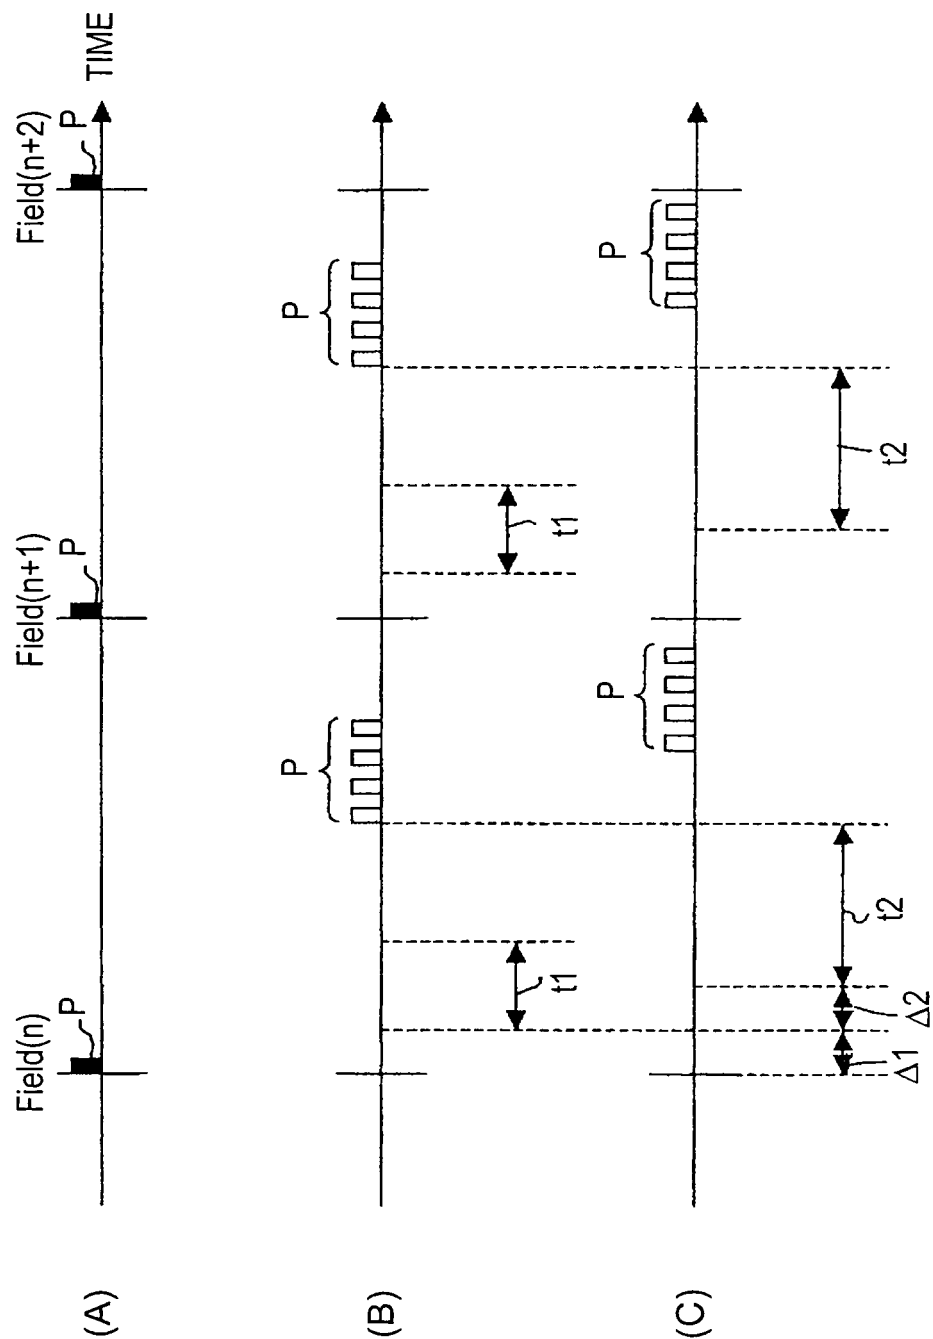 Field(n)
Field(n+1)
Field(n+2)
P
P
P
TIME
(A)
P
P
(B)
t1
t1
P
P
(C)
Δ1
Δ2
t2
t2